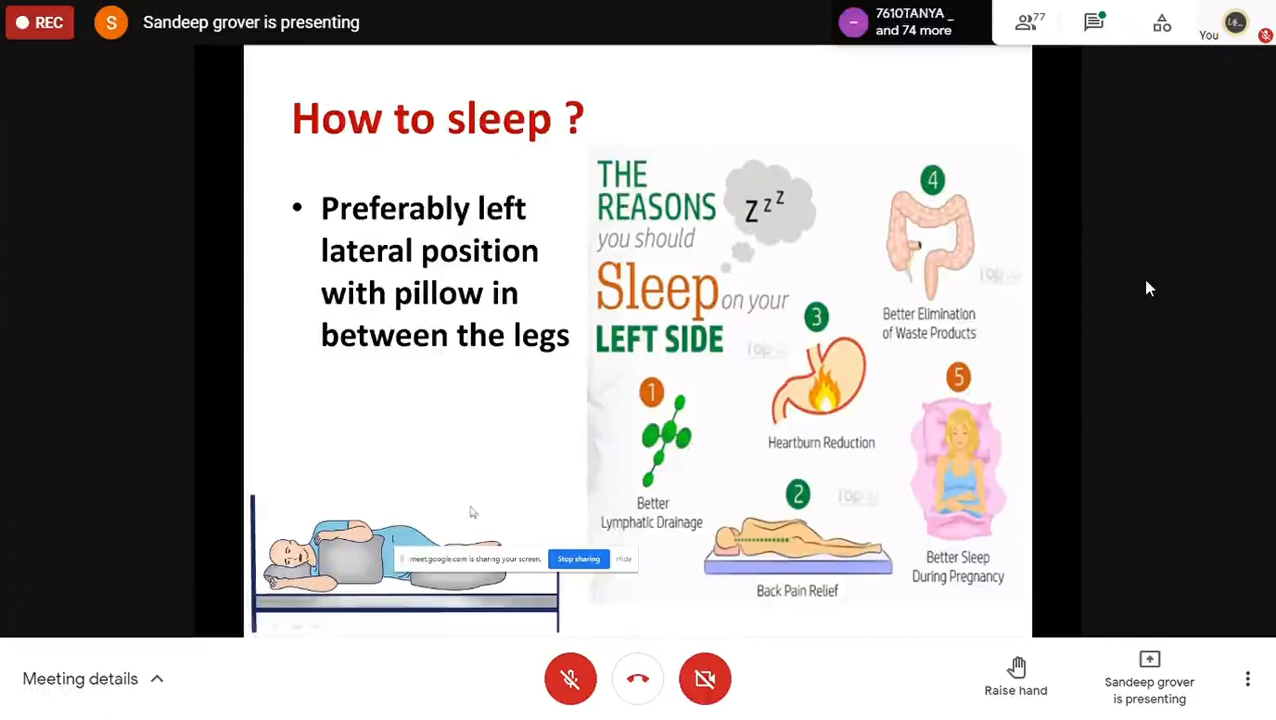 REC
S
Sandeep grover is presenting
7610TANYA _
and 74 more
77
You
How to sleep ?
• Preferably left
lateral position
with pillow in
between the legs
THE
REASONS
you should
Sleep on your
LEFT SIDE
z z z
1
Better
Lymphatic Drainage
2
Back Pain Relief
3
Heartburn Reduction
4
Better Elimination
of Waste Products
5
Better Sleep
During Pregnancy
meet.google.com is sharing your screen.
Stop sharing
Hide
Meeting details
Raise hand
Sandeep grover
is presenting